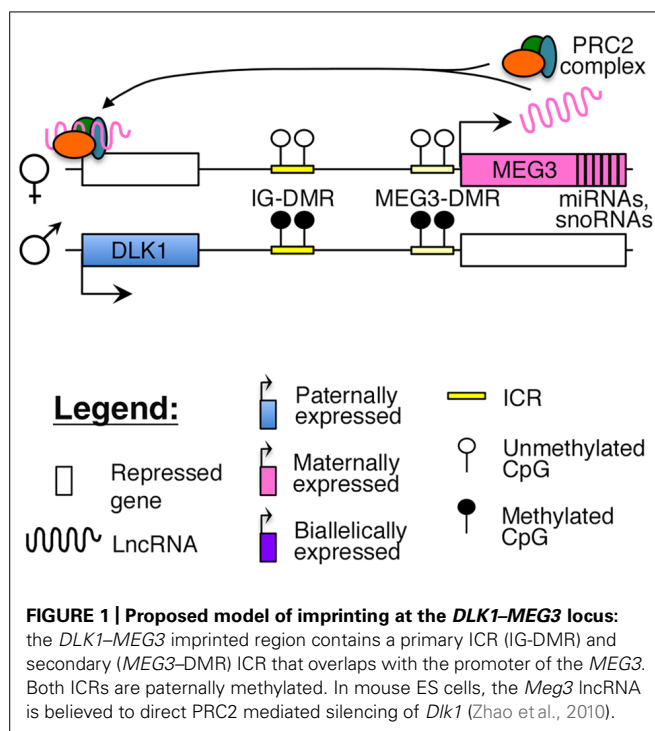 PRC2
complex
MEG3
IG-DMR
MEG3-DMR
miRNAs,
snoRNAs
DLK1
Legend:
Repressed
gene
LncRNA
Paternally
expressed
Maternally
expressed
Biallelically
expressed
ICR
Unmethylated
CpG
Methylated
CpG
FIGURE 1 | Proposed model of imprinting at the DLK1–MEG3 locus:
the DLK1–MEG3 imprinted region contains a primary ICR (IG-DMR) and
secondary (MEG3–DMR) ICR that overlaps with the promoter of the MEG3.
Both ICRs are paternally methylated. In mouse ES cells, the Meg3 lncRNA
is believed to direct PRC2 mediated silencing of Dlk1 (Zhao et al., 2010).